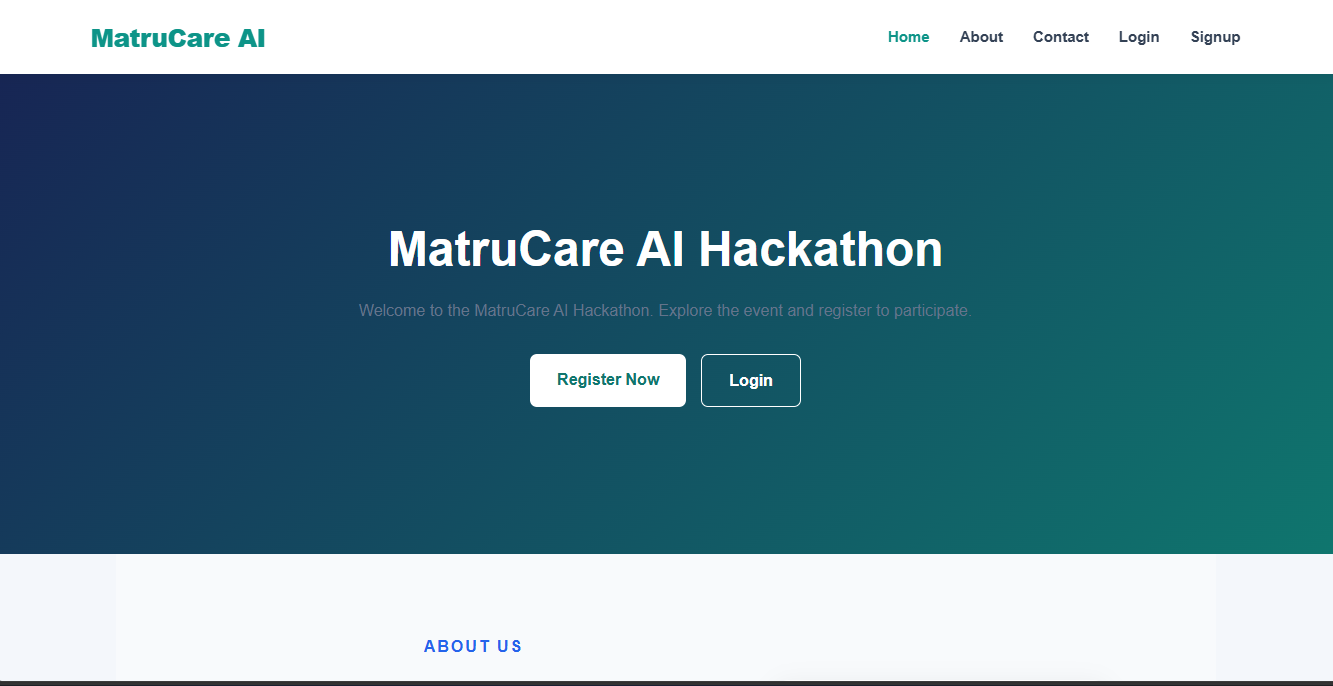 MatruCare AI
Home About Contact Login Signup
MatruCare AI Hackathon
Welcome to the MatruCare AI Hackathon. Explore the event and register to participate.
Register Now Login
ABOUT US